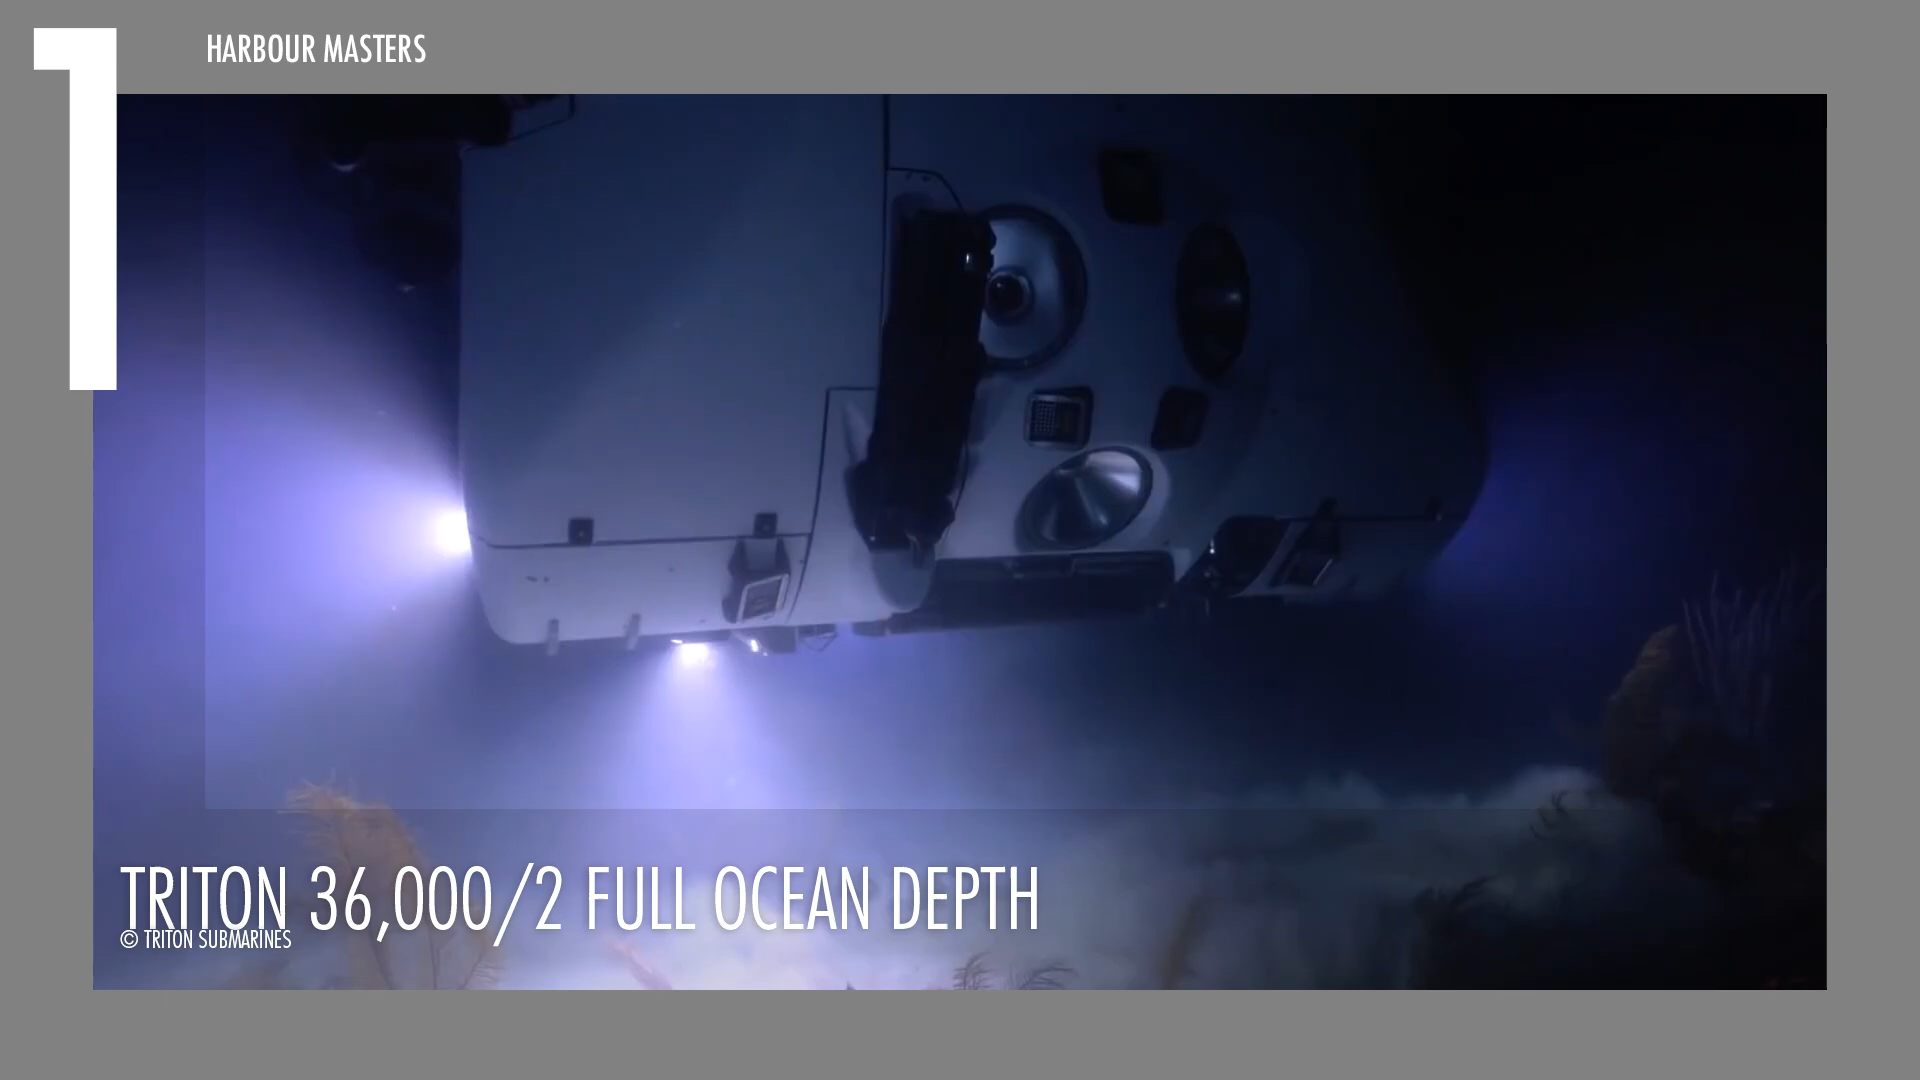 1
HARBOUR MASTERS
TRITON 36,000/2 FULL OCEAN DEPTH
© TRITON SUBMARINES